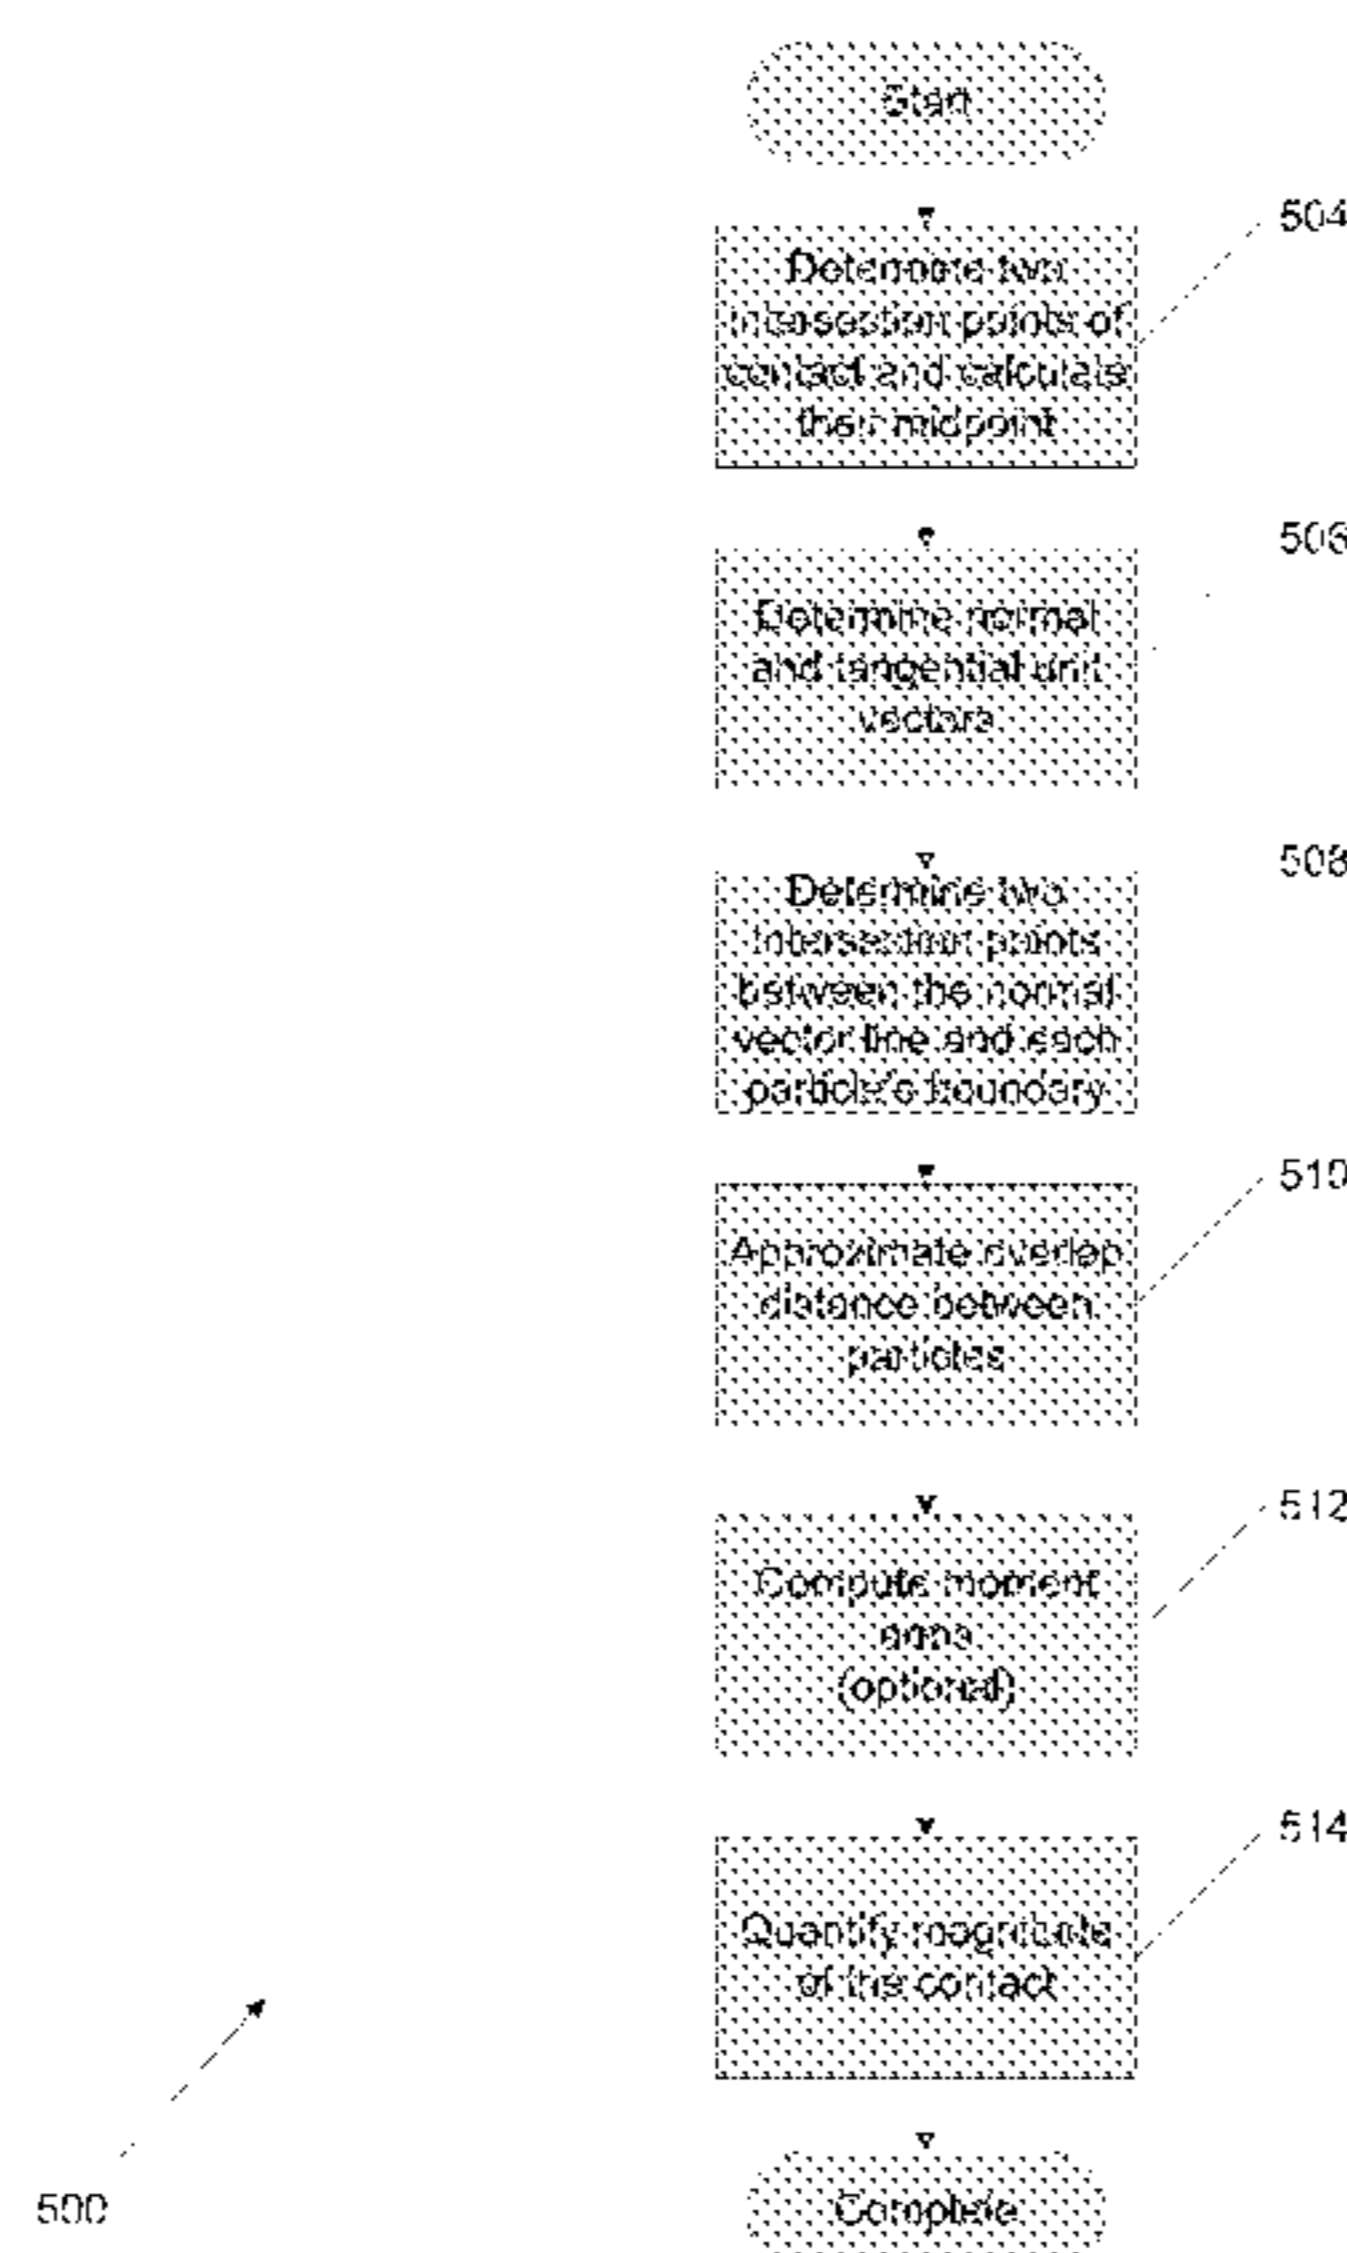 Start
504
Determine two
intersection points of
contact and calculate
their midpoint
506
Determine normal
and tangential unit
vectors
508
Determine two
intersection points
between the normal
vector line and each
particle's boundary
510
Approximate overlap
distance between
particles
512
Compute moment
arms
(optional)
514
Quantify magnitude
of the contact
500
Complete